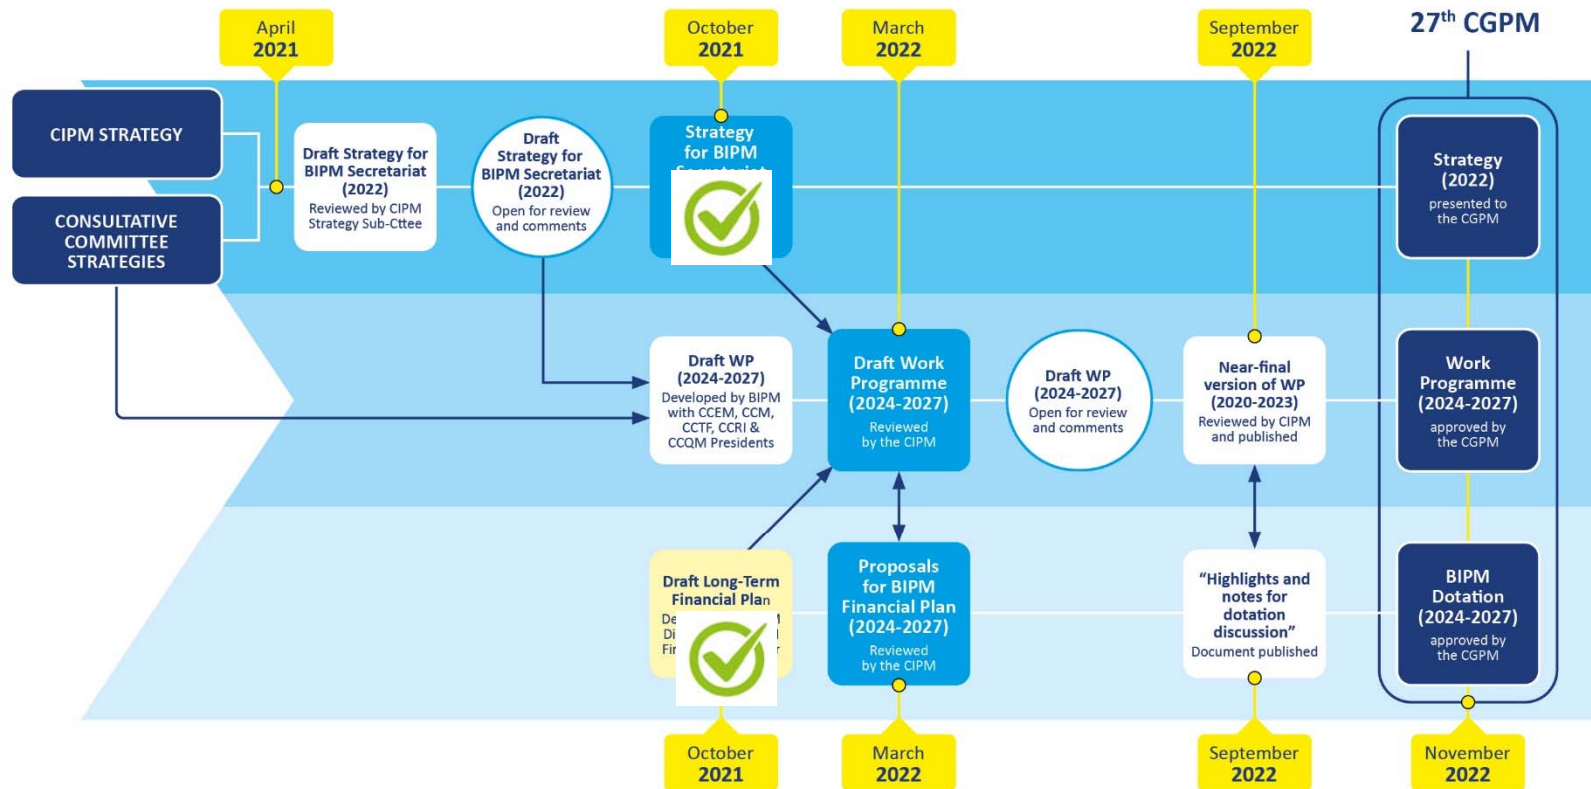 April
2021
October
2021
March
2022
September
2022
27th CGPM
CIPM STRATEGY
CONSULTATIVE
COMMITTEE
STRATEGIES
Draft Strategy for
BIPM Secretariat
(2022)
Reviewed by CIPM
Strategy Sub-Cttee
Draft
Strategy for
BIPM Secretariat
(2022)
Open for review
and comments
Strategy
for BIPM
Strategy
(2022)
presented to
the CGPM
Draft WP
(2024-2027)
Developed by BIPM
with CCEM, CCM,
CCTF, CCRI &
CCQM Presidents
Draft Work
Programme
(2024-2027)
Reviewed
by the CIPM
Draft WP
(2024-2027)
Open for review
and comments
Near-final
version of WP
(2020-2023)
Reviewed by CIPM
and published
Work
Programme
(2024-2027)
approved by
the CGPM
Draft Long-Term
Financial Plan
Proposals
for BIPM
Financial Plan
(2024-2027)
Reviewed
by the CIPM
“Highlights and
notes for
dotation
discussion”
Document published
BIPM
Dotation
(2024-2027)
approved by
the CGPM
October
2021
March
2022
September
2022
November
2022